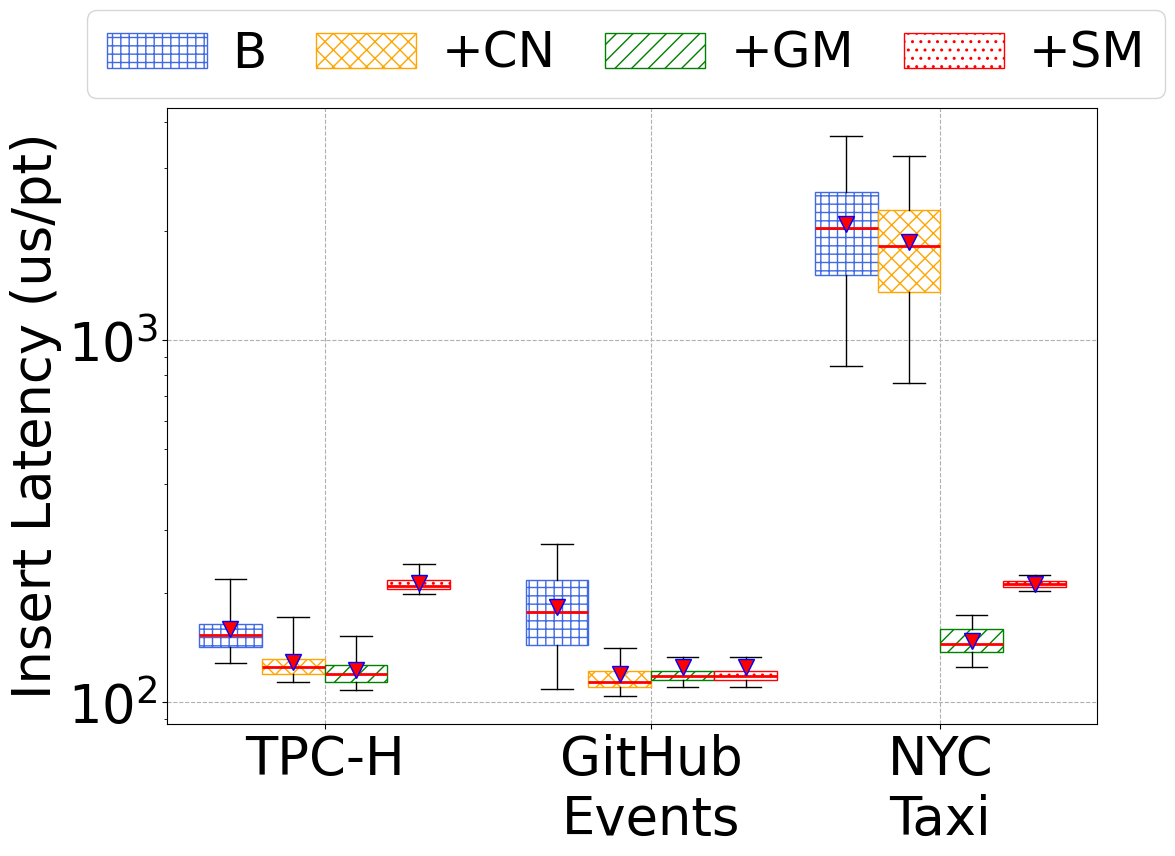 B +CN +GM +SM
Insert Latency (us/pt)
10³
10²
TPC-H
GitHub
Events
NYC
Taxi